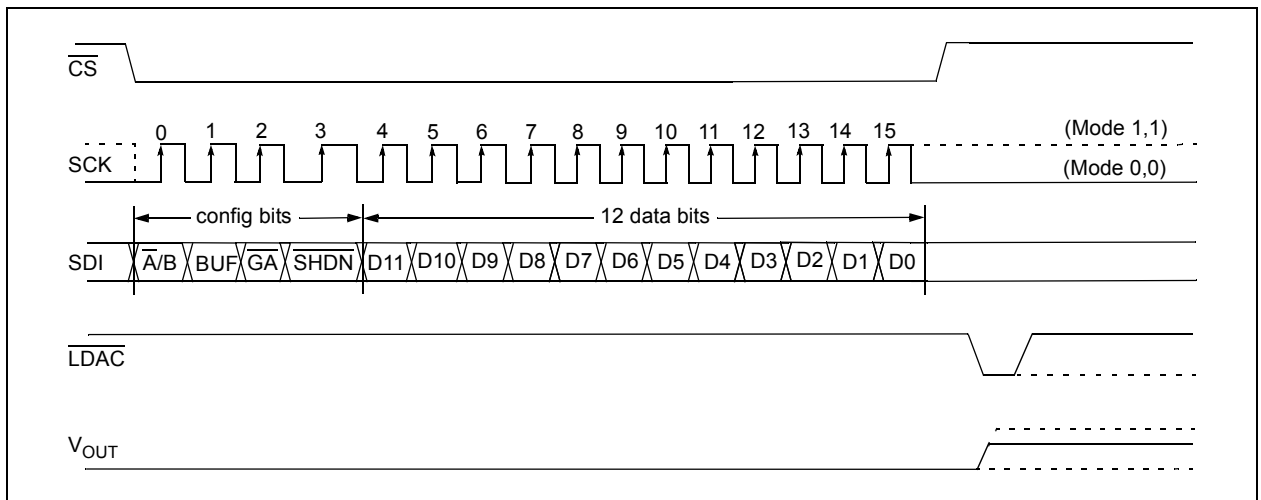 CS
0 1 2 3 4 5 6 7 8 9 10 11 12 13 14 15
(Mode 1,1)
SCK
(Mode 0,0)
config bits
12 data bits
SDI
A/B BUF GA SHDN D11 D10 D9 D8 D7 D6 D5 D4 D3 D2 D1 D0
LDAC
VOUT